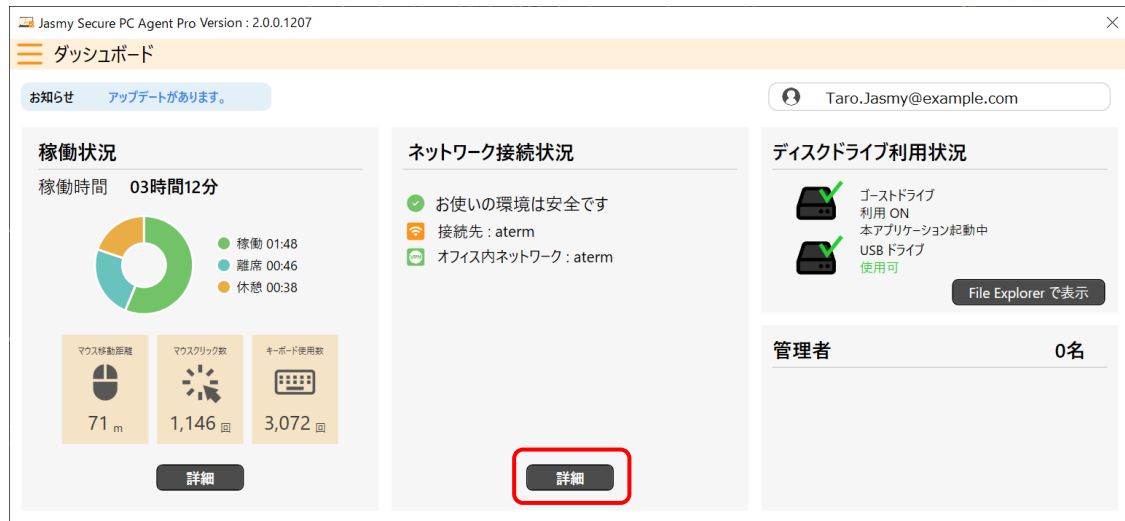 Jasmy Secure PC Agent Pro Version : 2.0.0.1207
ダッシュボード
お知らせ アップデートがあります。
Taro.Jasmy@example.com
稼働状況
稼働時間 03時間12分
稼働 01:48
離席 00:46
休憩 00:38
マウス移動距離
71 m
マウスクリック数
1,146 回
キーボード使用数
3,072 回
詳細
ネットワーク接続状況
お使いの環境は安全です
接続先 : aterm
VPN オフィス内ネットワーク : aterm
詳細
ディスクドライブ利用状況
ゴーストドライブ
利用 ON
本アプリケーション起動中
USB ドライブ
使用可
File Explorer で表示
管理者 0名